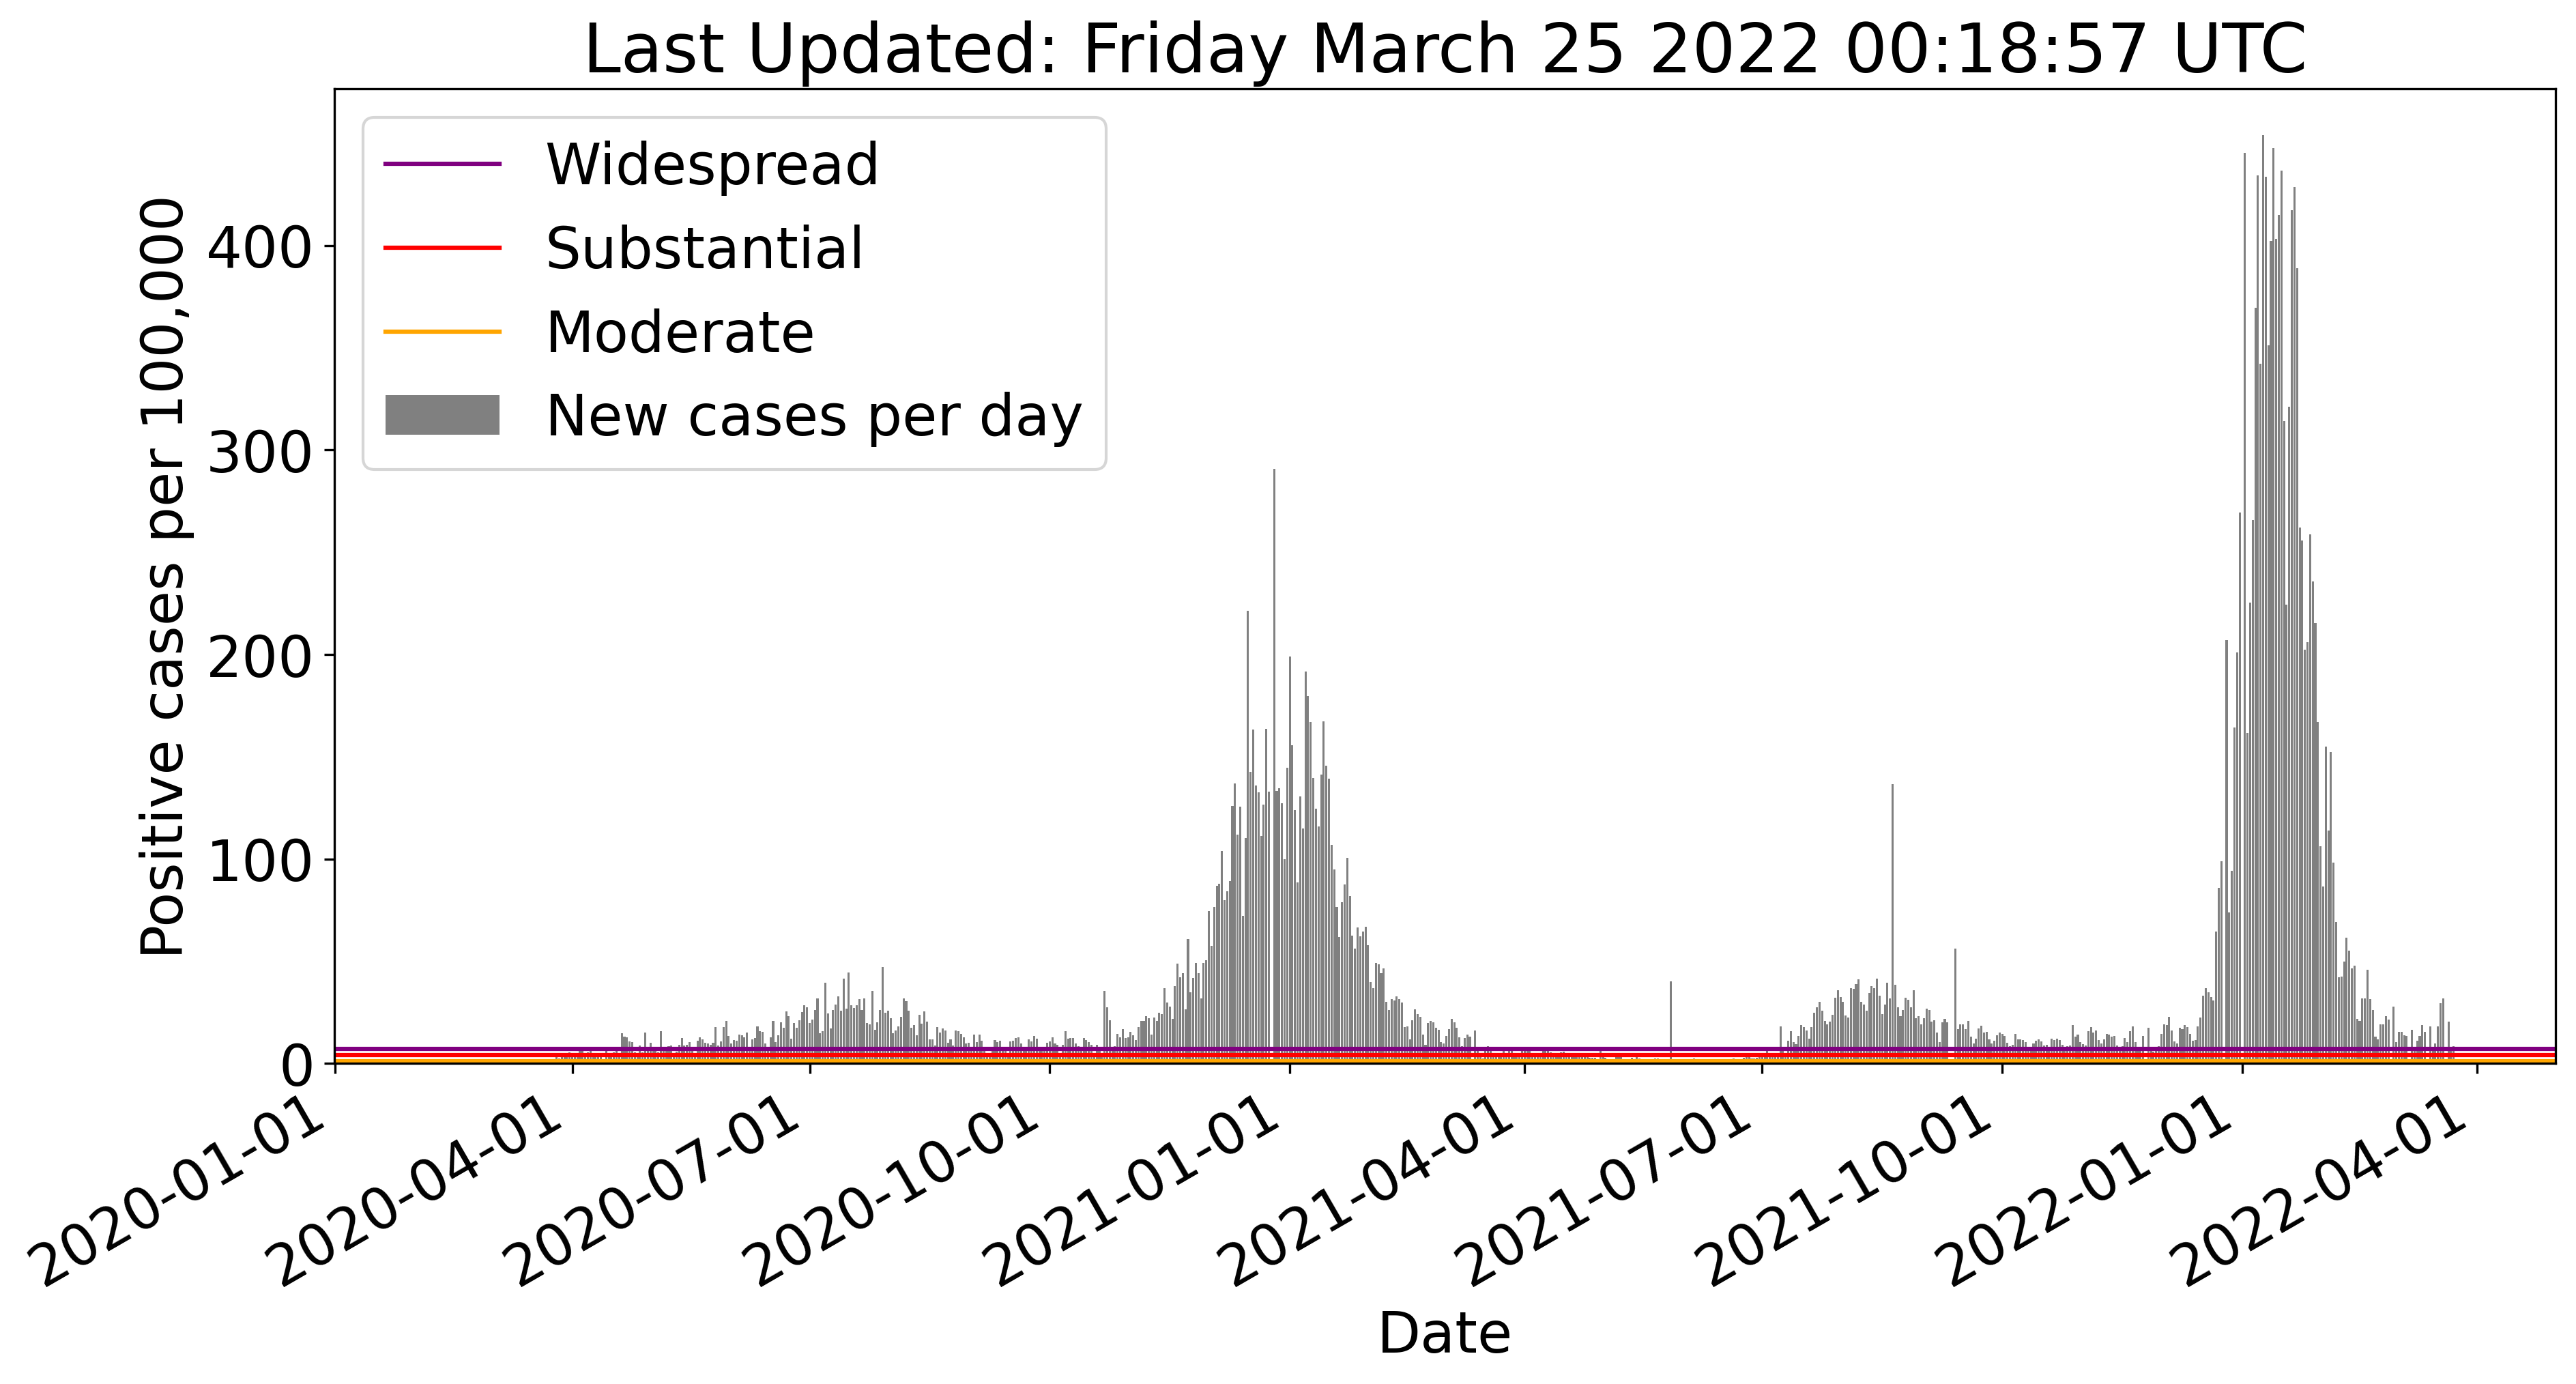 Last Updated: Friday March 25 2022 00:18:57 UTC
Widespread
Substantial
Moderate
New cases per day
Positive cases per 100,000
400
300
200
100
0
2020-01-01
2020-04-01
2020-07-01
2020-10-01
2021-01-01
2021-04-01
2021-07-01
2021-10-01
2022-01-01
2022-04-01
Date